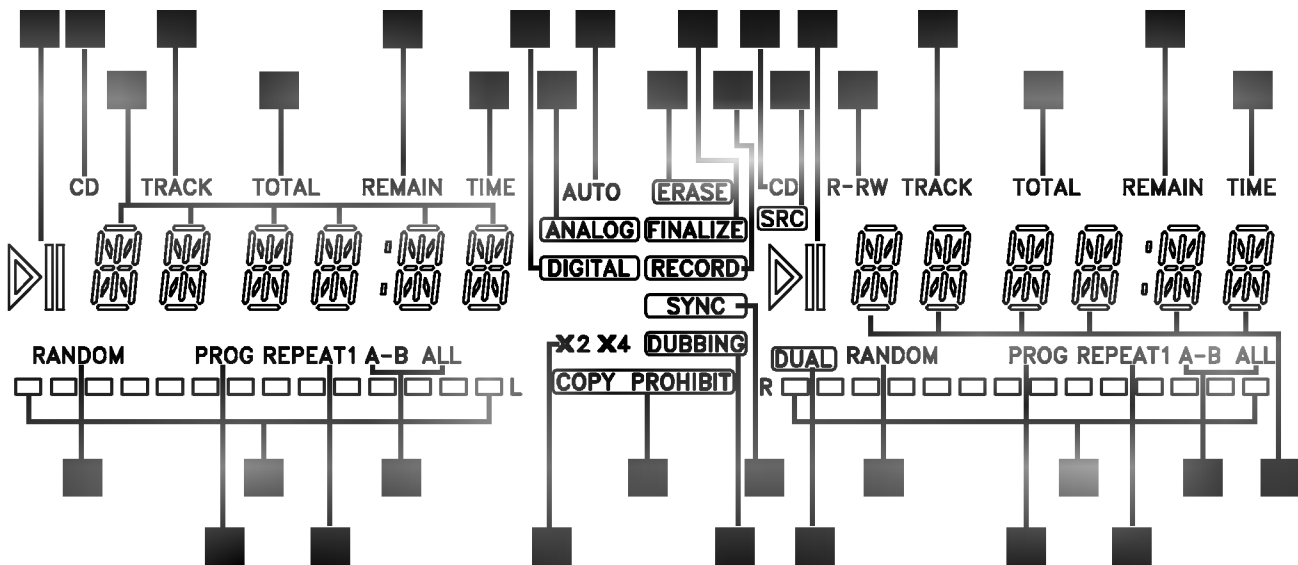 CD TRACK TOTAL REMAIN TIME AUTO ERASE CD R-RW TRACK TOTAL REMAIN TIME
SRC
ANALOG FINALIZE
DIGITAL RECORD
SYNC
RANDOM PROG REPEAT1 A-B ALL X2 X4 DUBBING DUAL RANDOM PROG REPEAT1 A-B ALL
L COPY PROHIBIT R